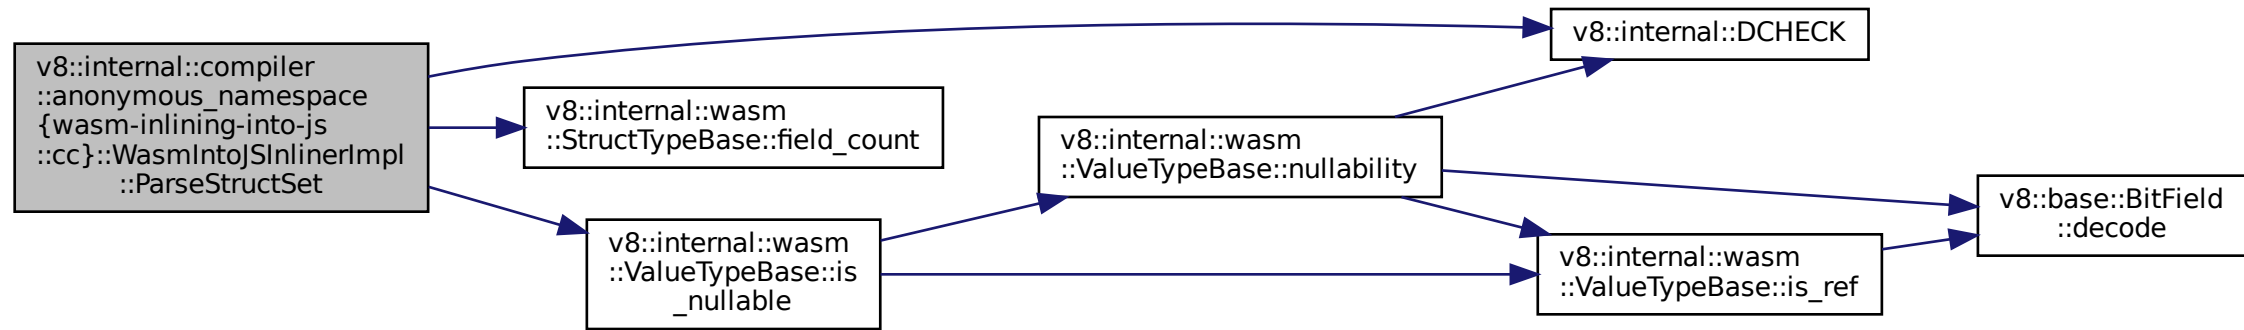 v8::internal::compiler
::anonymous_namespace
{wasm-inlining-into-js
::cc}::WasmIntoJSInlinerImpl
::ParseStructSet
v8::internal::DCHECK
v8::internal::wasm
::StructTypeBase::field_count
v8::internal::wasm
::ValueTypeBase::is
_nullable
v8::internal::wasm
::ValueTypeBase::nullability
v8::internal::wasm
::ValueTypeBase::is_ref
v8::base::BitField
::decode